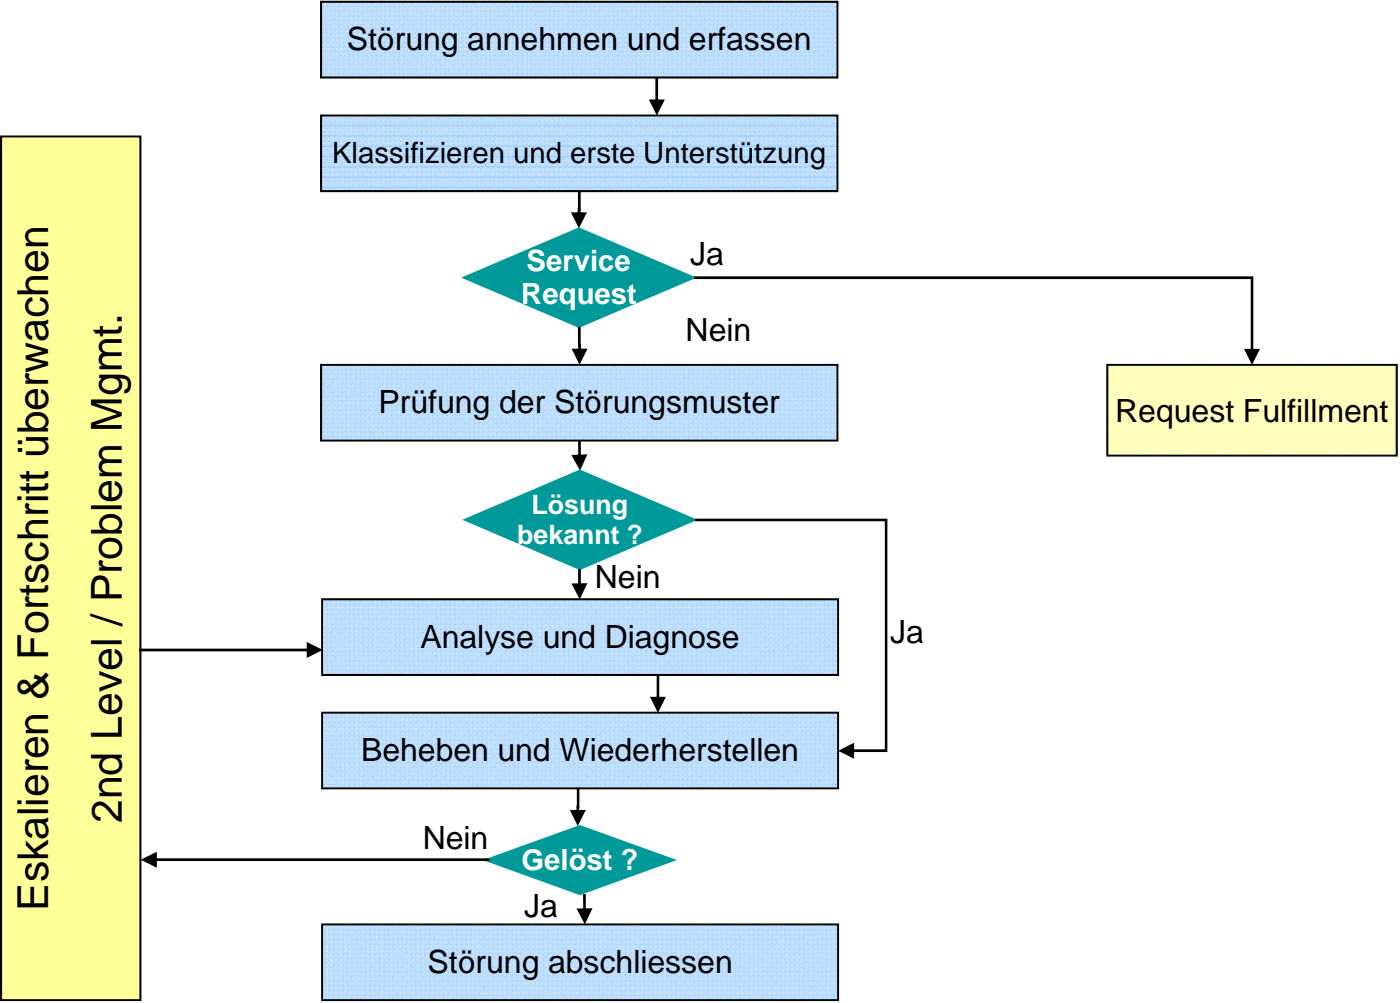 Störung annehmen und erfassen
Klassifizieren und erste Unterstützung
Service
Request
Ja
Nein
Prüfung der Störungsmuster
Request Fulfillment
Lösung
bekannt ?
Nein
Ja
Analyse und Diagnose
Beheben und Wiederherstellen
Nein
Gelöst ?
Ja
Störung abschliessen
Eskalieren & Fortschritt überwachen
2nd Level / Problem Mgmt.